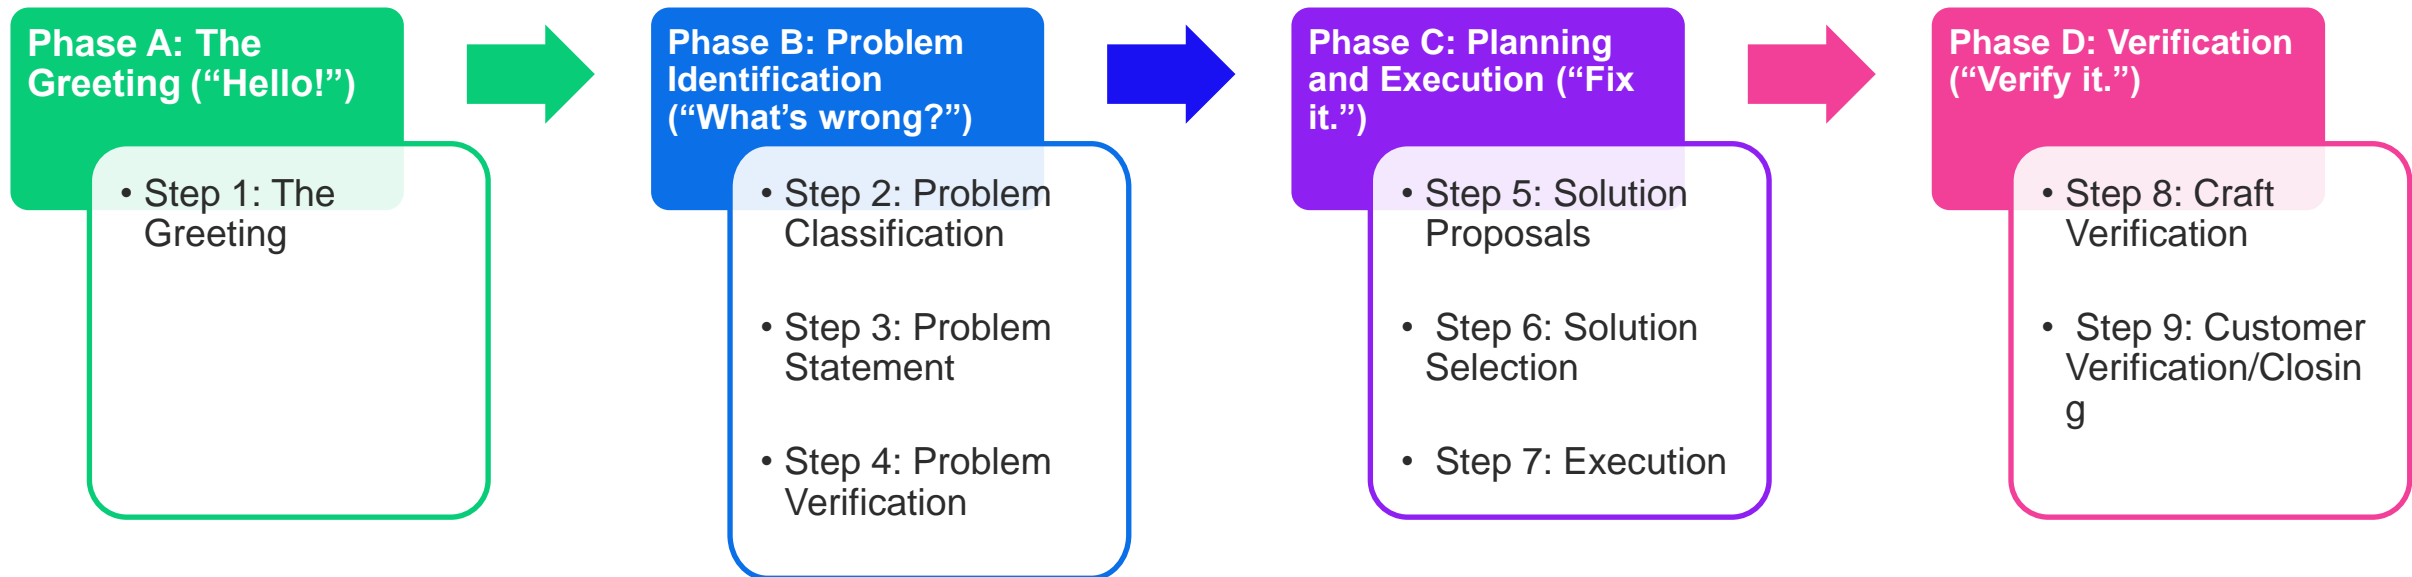 Phase A: The
Greeting (“Hello!”)
• Step 1: The
Greeting
Phase B: Problem
Identification
(“What’s wrong?”)
• Step 2: Problem
Classification
• Step 3: Problem
Statement
• Step 4: Problem
Verification
Phase C: Planning
and Execution (“Fix
it.”)
• Step 5: Solution
Proposals
• Step 6: Solution
Selection
• Step 7: Execution
Phase D: Verification
(“Verify it.”)
• Step 8: Craft
Verification
• Step 9: Customer
Verification/Closin
g